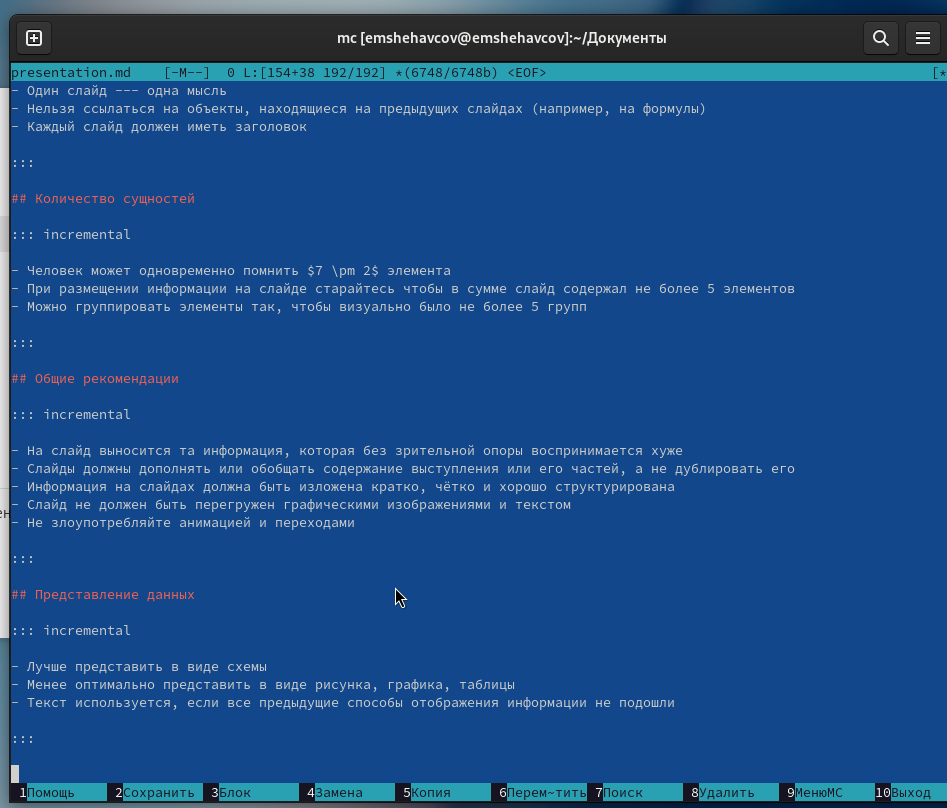 mc [emshehavcov@emshehavcov]:~/Документы
presentation.md [-M--] 0 L:[154+38 192/192] *(6748/6748b) <EOF> [*
- Один слайд --- одна мысль
- Нельзя ссылаться на объекты, находящиеся на предыдущих слайдах (например, на формулы)
- Каждый слайд должен иметь заголовок
:::
## Количество сущностей
::: incremental
- Человек может одновременно помнить $7 \pm 2$ элемента
- При размещении информации на слайде старайтесь чтобы в сумме слайд содержал не более 5 элементов
- Можно группировать элементы так, чтобы визуально было не более 5 групп
:::
## Общие рекомендации
::: incremental
- На слайд выносится та информация, которая без зрительной опоры воспринимается хуже
- Слайды должны дополнять или обобщать содержание выступления или его частей, а не дублировать его
- Информация на слайдах должна быть изложена кратко, чётко и хорошо структурирована
- Слайд не должен быть перегружен графическими изображениями и текстом
- Не злоупотребляйте анимацией и переходами
:::
## Представление данных
::: incremental
- Лучше представить в виде схемы
- Менее оптимально представить в виде рисунка, графика, таблицы
- Текст используется, если все предыдущие способы отображения информации не подошли
:::
1Помощь 2Сохранить 3Блок 4Замена 5Копия 6Перем~тить 7Поиск 8Удалить 9МенюMC 10Выход